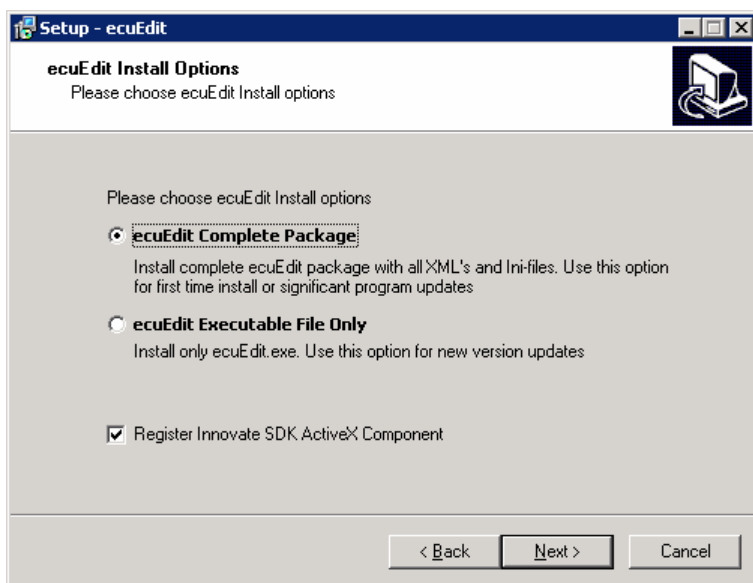 Setup - ecuEdit
ecuEdit Install Options
Please choose ecuEdit Install options
Please choose ecuEdit Install options
ecuEdit Complete Package
Install complete ecuEdit package with all XML's and Ini-files. Use this option
for first time install or significant program updates
ecuEdit Executable File Only
Install only ecuEdit.exe. Use this option for new version updates
Register Innovate SDK ActiveX Component
< Back Next > Cancel